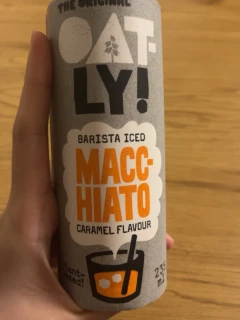 THE ORIGINAL
OAT-
LY!
BARISTA ICED
MACC-
HIATO
CARAMEL FLAVOUR